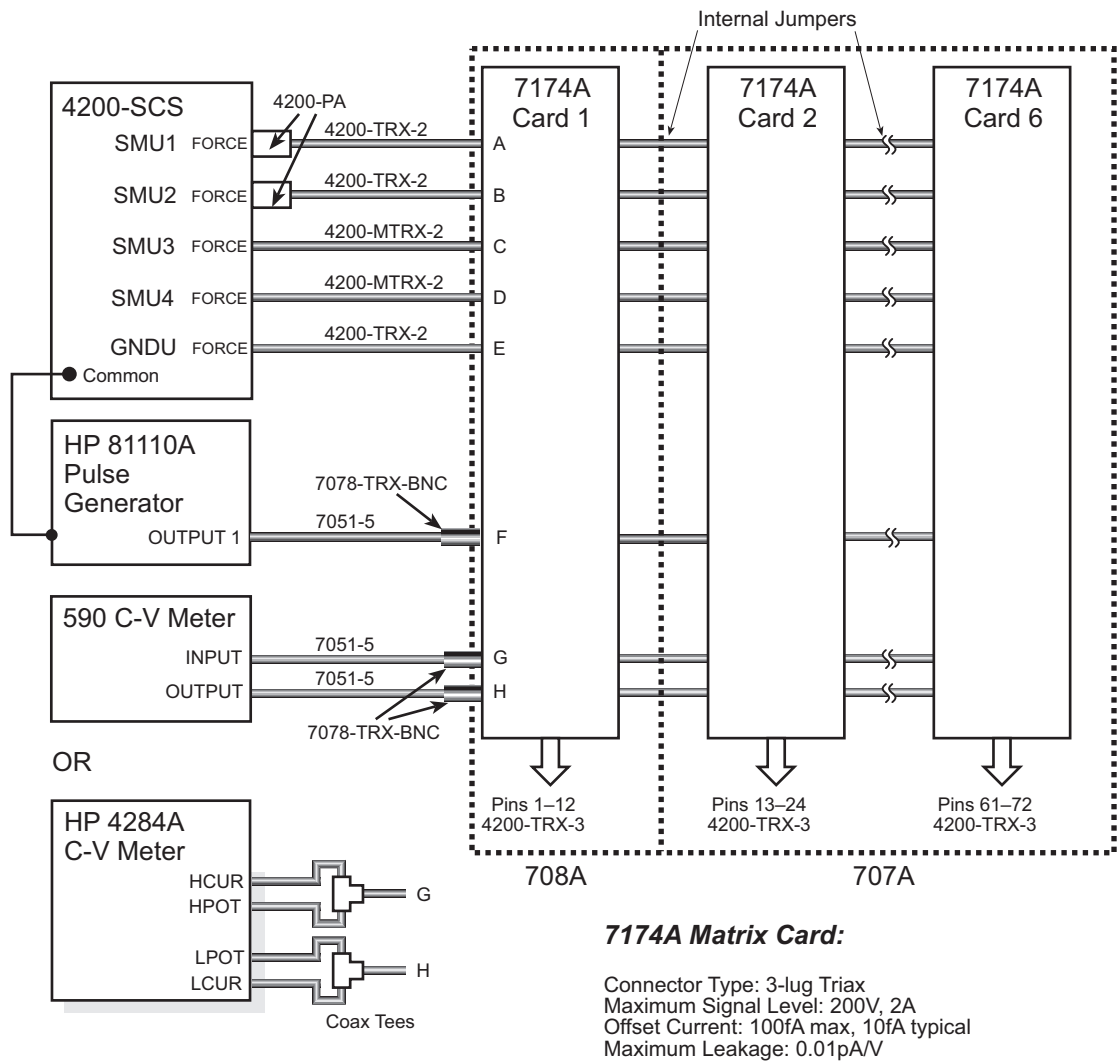 Internal Jumpers
4200-SCS
SMU1 FORCE
SMU2 FORCE
SMU3 FORCE
SMU4 FORCE
GNDU FORCE
Common
4200-PA
4200-TRX-2
4200-TRX-2
4200-MTRX-2
4200-MTRX-2
4200-TRX-2
7174A
Card 1
A
B
C
D
E
F
G
H
7174A
Card 2
7174A
Card 6
HP 81110A
Pulse
Generator
OUTPUT 1
7051-5
7078-TRX-BNC
590 C-V Meter
INPUT
OUTPUT
7051-5
7051-5
7078-TRX-BNC
OR
Pins 1–12
4200-TRX-3
Pins 13–24
4200-TRX-3
Pins 61–72
4200-TRX-3
708A
707A
HP 4284A
C-V Meter
HCUR
HPOT
LPOT
LCUR
G
H
Coax Tees
7174A Matrix Card:
Connector Type: 3-lug Triax
Maximum Signal Level: 200V, 2A
Offset Current: 100fA max, 10fA typical
Maximum Leakage: 0.01pA/V